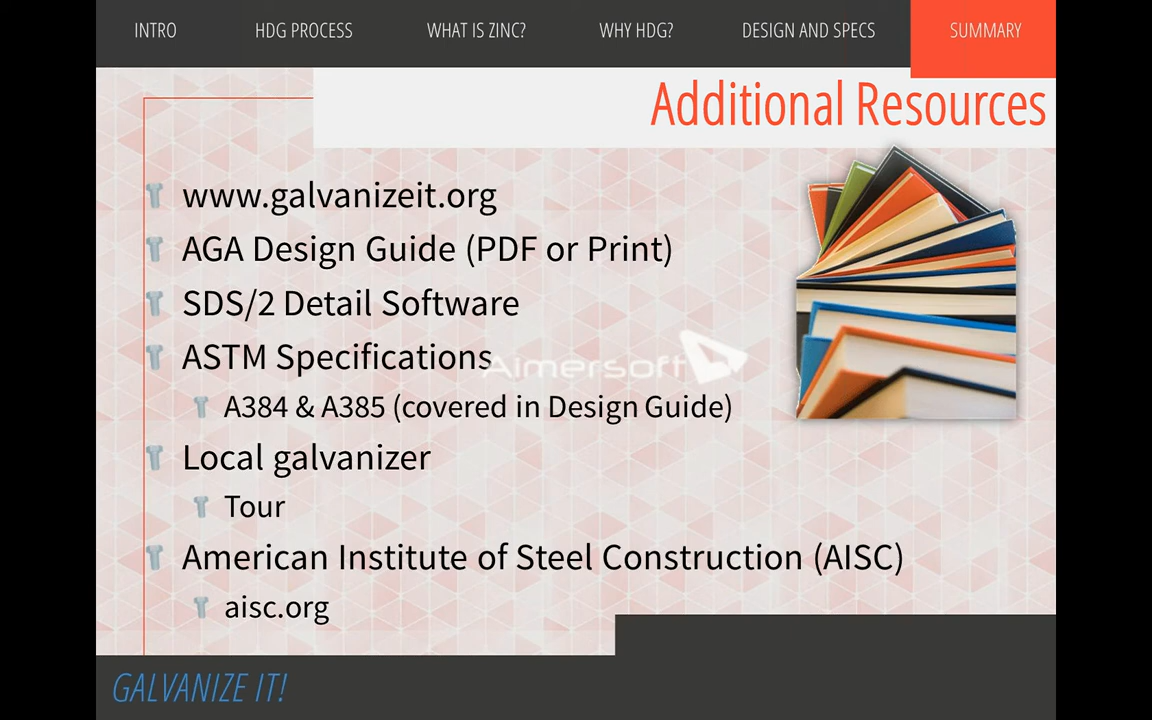 INTRO
HDG PROCESS
WHAT IS ZINC?
WHY HDG?
DESIGN AND SPECS
SUMMARY
Additional Resources
www.galvanizeit.org
AGA Design Guide (PDF or Print)
SDS/2 Detail Software
ASTM Specifications
Aimersoft
A384 & A385 (covered in Design Guide)
Local galvanizer
Tour
American Institute of Steel Construction (AISC)
aisc.org
GALVANIZE IT!